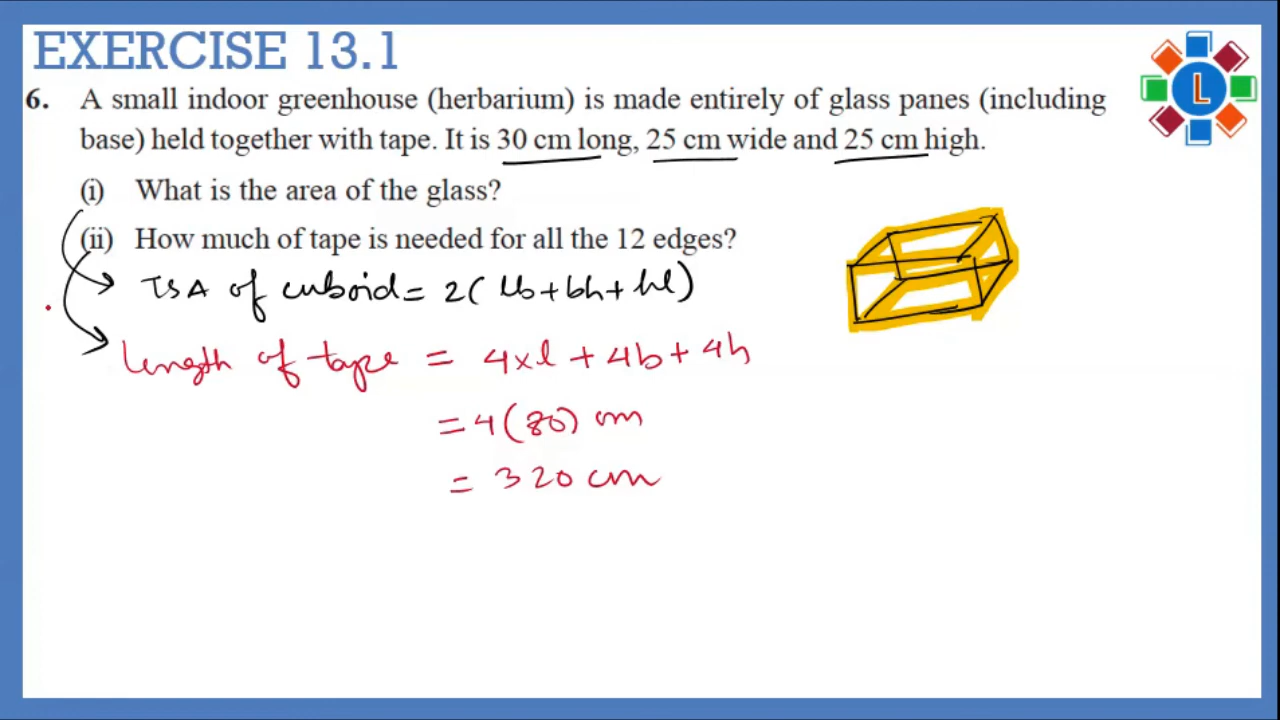 EXERCISE 13.1
L
6. A small indoor greenhouse (herbarium) is made entirely of glass panes (including
base) held together with tape. It is 30 cm long, 25 cm wide and 25 cm high.
(i) What is the area of the glass?
(ii) How much of tape is needed for all the 12 edges?
TSA of cuboid = 2(lb+bh+hl)
length of tape = 4xl + 4b + 4h
= 4(80) cm
= 320 cm